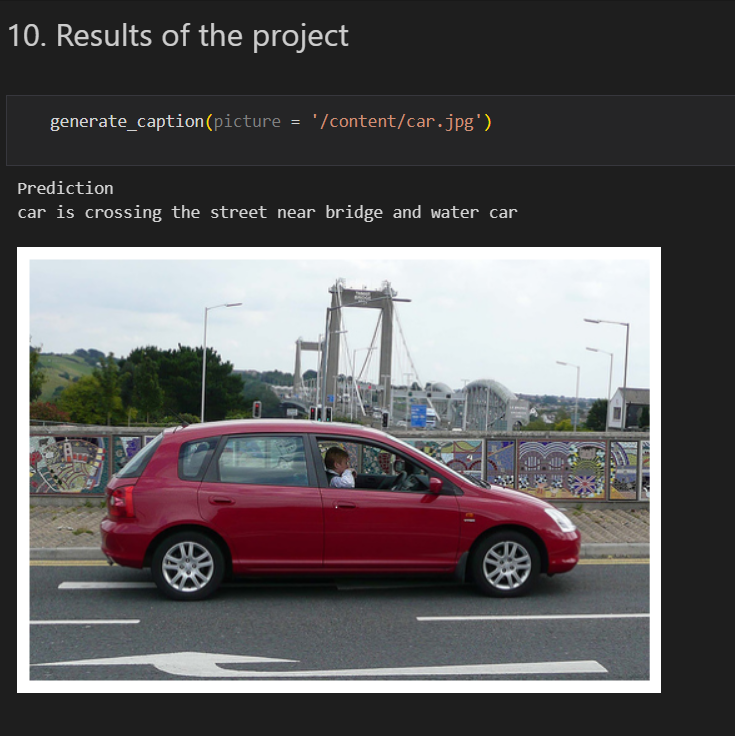 10. Results of the project
generate_caption(picture = '/content/car.jpg')
Prediction
car is crossing the street near bridge and water car